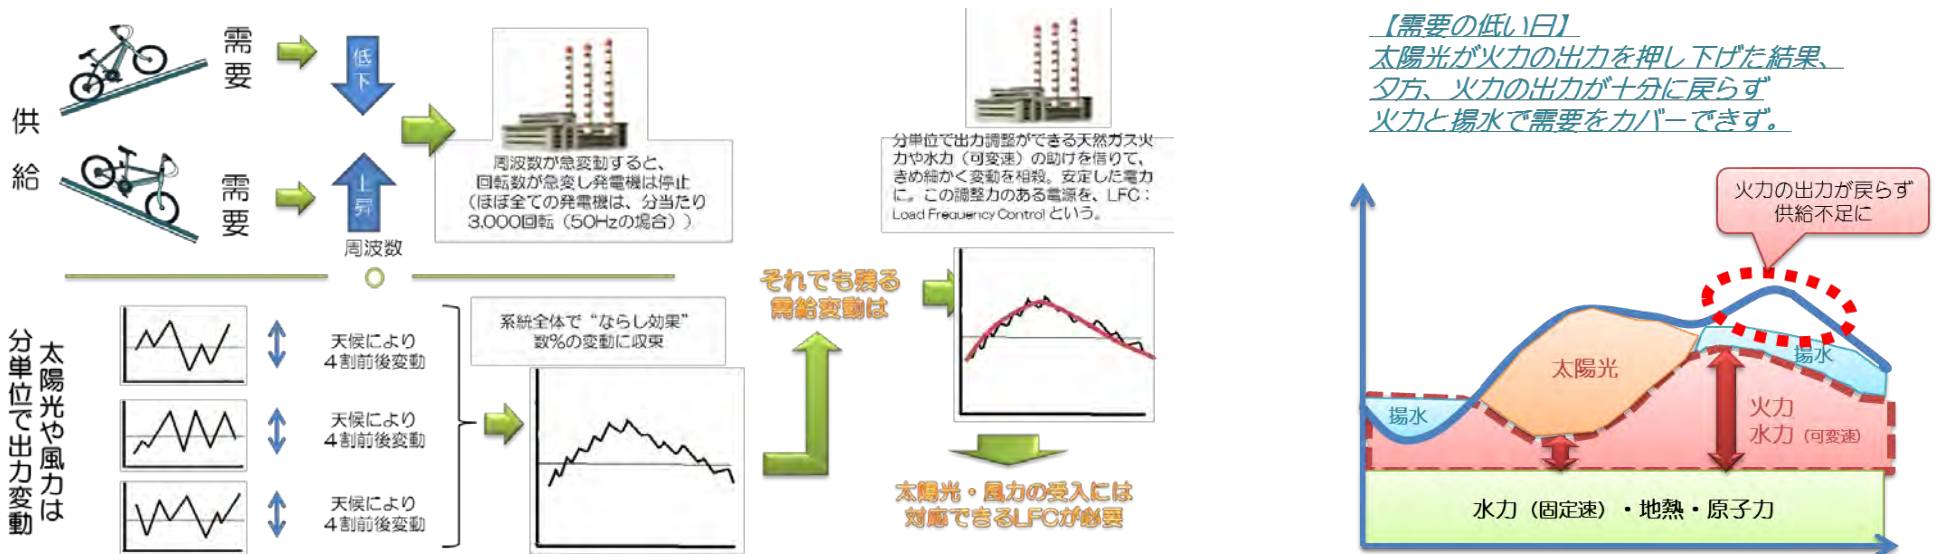 需要
低下
供給
需要
上昇
周波数
周波数が急変動すると、
回転数が急変し発電機は停止
（ほぼ全ての発電機は、分当たり
3,000回転（50Hzの場合））
分単位で出力調整ができる天然ガス火
力や水力（可変速）の助けを借りて、
きめ細かく変動を相殺。安定した電力
に。この調整力のある電源を、LFC：
Load Frequency Control という。
太陽光や風力は
分単位で出力変動
天候により
4割前後変動
天候により
4割前後変動
天候により
4割前後変動
系統全体で“ならし効果”
数%の変動に収束
それでも残る
需給変動は
太陽光・風力の受入には
対応できるLFCが必要
【需要の低い日】
太陽光が火力の出力を押し下げた結果、
夕方、火力の出力が十分に戻らず
火力と揚水で需要をカバーできず。
火力の出力が戻らず
供給不足に
太陽光
揚水
揚水
火力
水力（可変速）
水力（固定速）・地熱・原子力